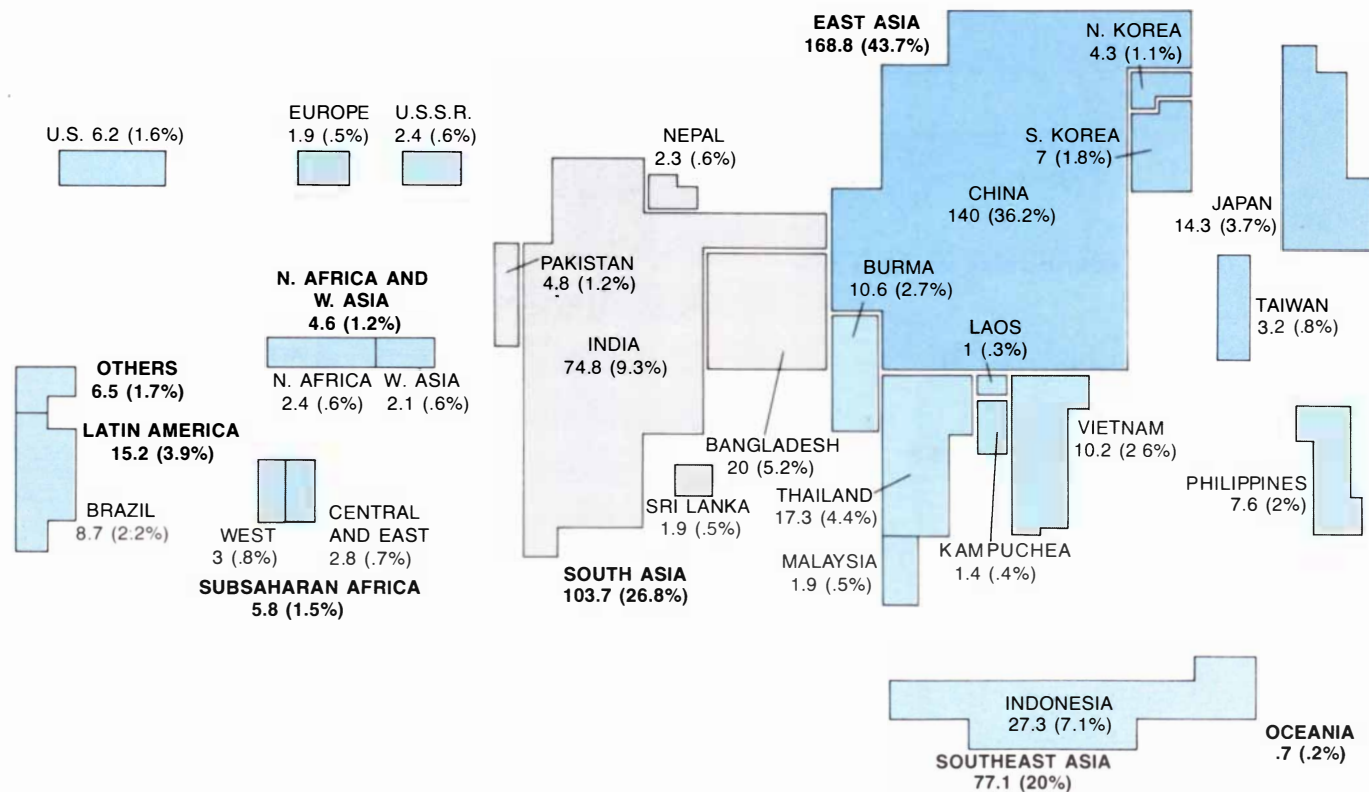 EAST ASIA
168.8 (43.7%)
N. KOREA
4.3 (1.1%)
U.S. 6.2 (1.6%)
EUROPE
1.9 (.5%)
U.S.S.R.
2.4 (.6%)
NEPAL
2.3 (.6%)
S. KOREA
7 (1.8%)
CHINA
140 (36.2%)
JAPAN
14.3 (3.7%)
PAKISTAN
4.8 (1.2%)
BURMA
10.6 (2.7%)
N. AFRICA AND
W. ASIA
4.6 (1.2%)
TAIWAN
3.2 (.8%)
LAOS
1 (.3%)
INDIA
74.8 (9.3%)
OTHERS
6.5 (1.7%)
N. AFRICA
2.4 (.6%)
W. ASIA
2.1 (.6%)
LATIN AMERICA
15.2 (3.9%)
BANGLADESH
20 (5.2%)
VIETNAM
10.2 (2 6%)
BRAZIL
8.7 (2:2%)
WEST
3 (.8%)
CENTRAL
AND EAST
2.8 (.7%)
SRI LANKA
1.9 (.5%)
THAILAND
17.3 (4.4%)
PHILIPPINES
7.6 (2%)
MALAYSIA
1.9 (.5%)
KAMPUCHEA
1.4 (.4%)
SUBSAHARAN AFRICA
5.8 (1.5%)
SOUTH ASIA
103.7 (26.8%)
INDONESIA
27.3 (7.1%)
OCEANIA
.7 (.2%)
SOUTHEAST ASIA
77.1 (20%)